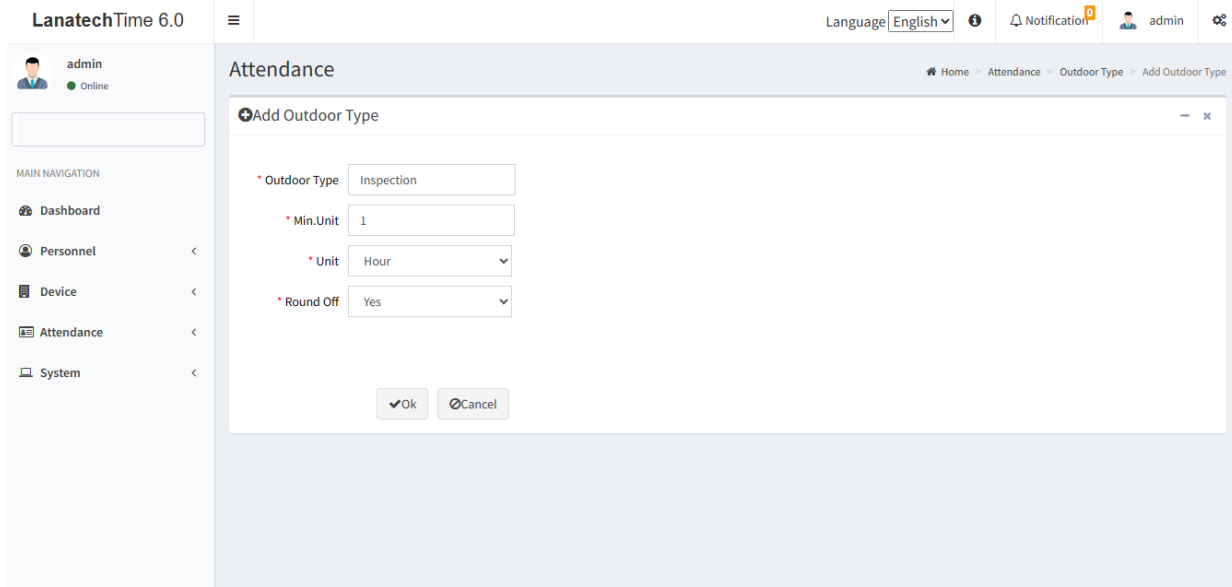 LanatechTime 6.0
Language English Notification 0 admin
admin
Online
Attendance
Home > Attendance > Outdoor Type > Add Outdoor Type
Add Outdoor Type
MAIN NAVIGATION
Dashboard
Personnel
Device
Attendance
System
* Outdoor Type Inspection
* Min.Unit 1
* Unit Hour
* Round Off Yes
Ok Cancel